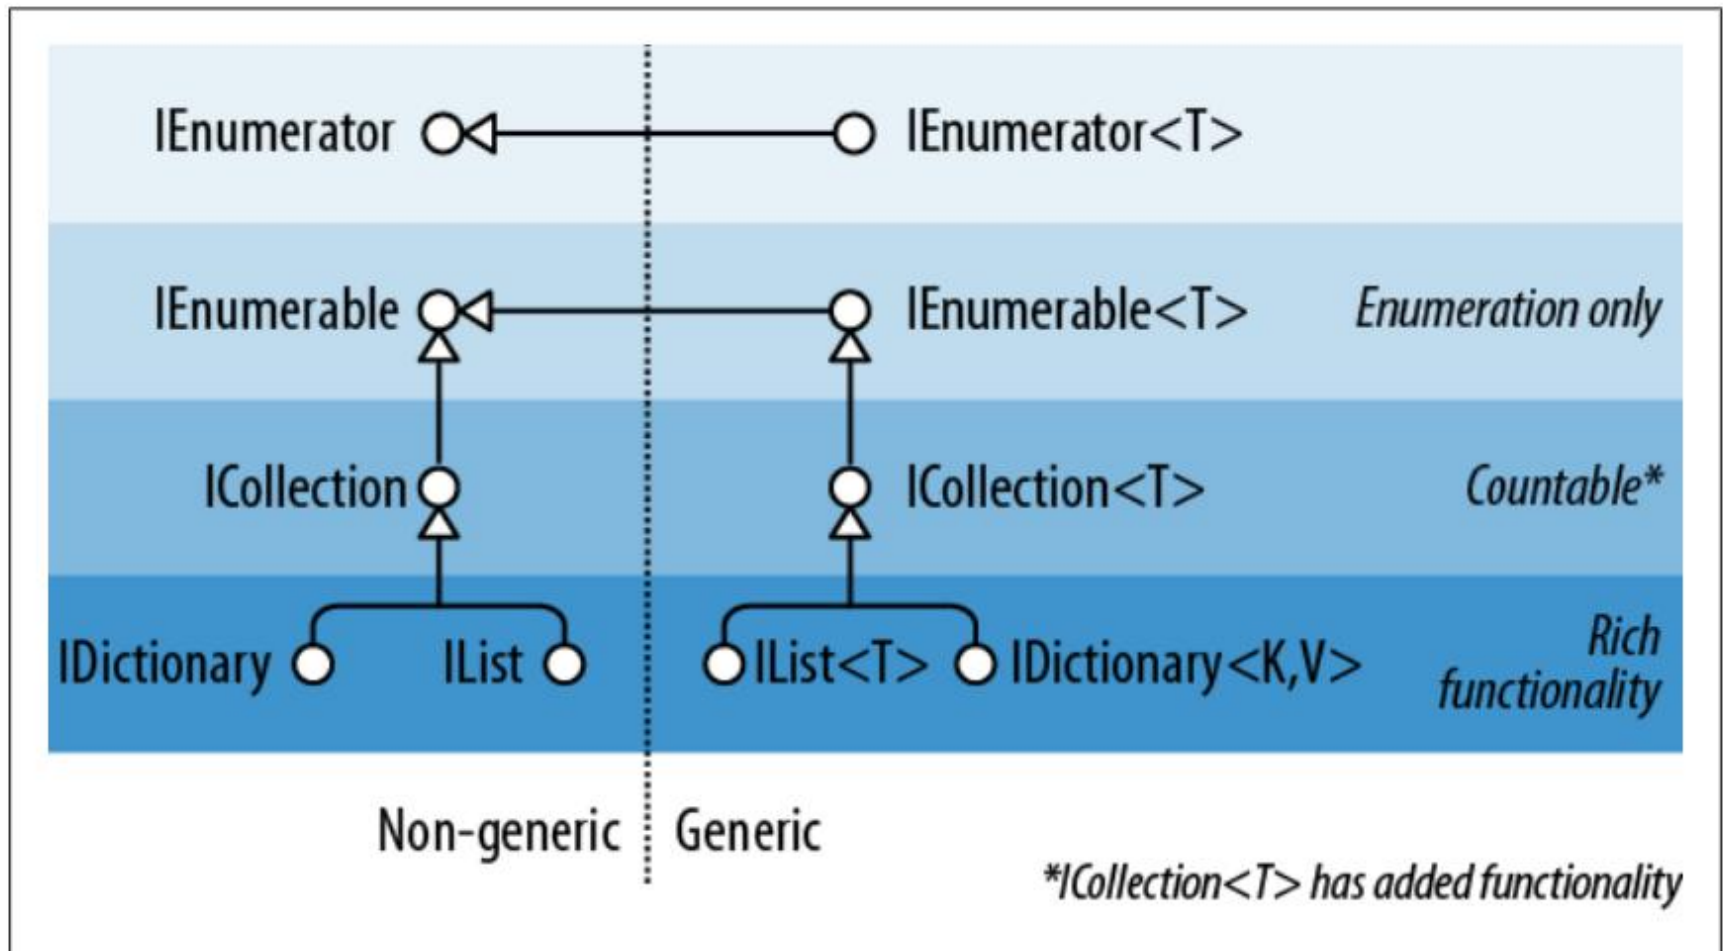 IEnumerator
IEnumerator<T>
IEnumerable
IEnumerable<T>
Enumeration only
ICollection
ICollection<T>
Countable*
IDictionary
IList
IList<T>
IDictionary<K,V>
Rich
functionality
Non-generic
Generic
*ICollection<T> has added functionality